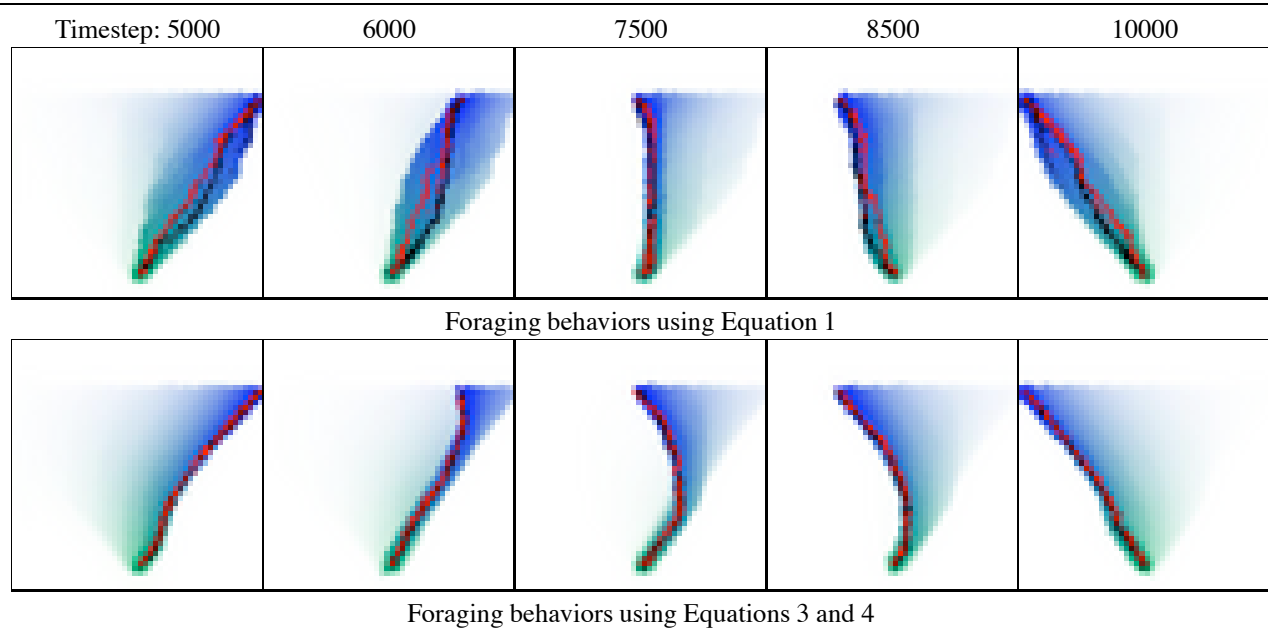 Timestep: 5000 6000 7500 8500 10000
Foraging behaviors using Equation 1
Foraging behaviors using Equations 3 and 4